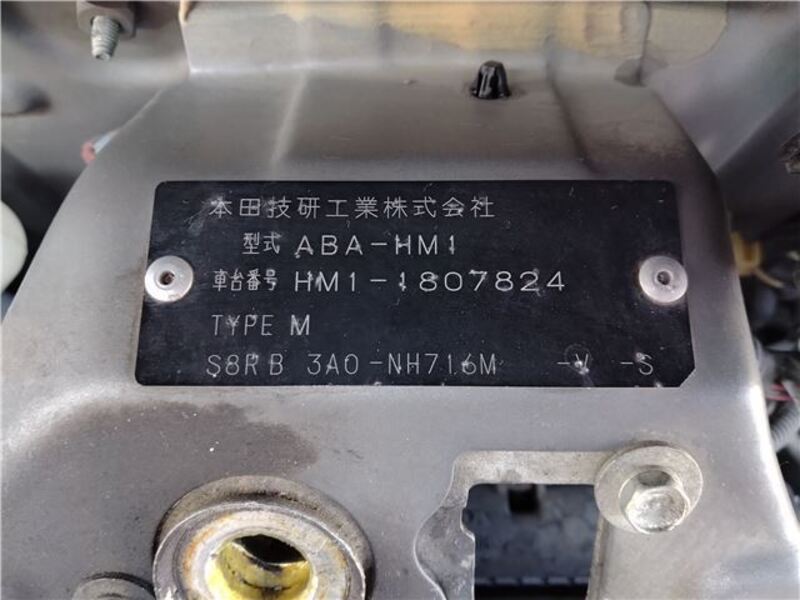 本田技研工業株式会社
型式 ABA-HM1
車台番号 HM1-1807824
TYPE M
S8RB 3A0-NH716M -V -S